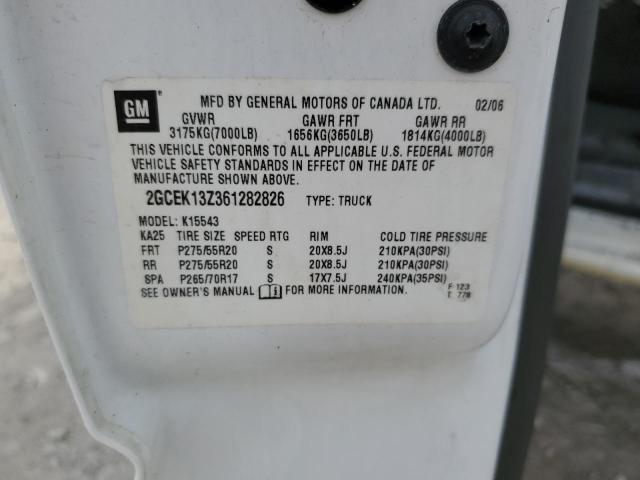 GM
MFD BY GENERAL MOTORS OF CANADA LTD. 02/06
GVWR GAWR FRT GAWR RR
3175KG(7000LB) 1656KG(3650LB) 1814KG(4000LB)
THIS VEHICLE CONFORMS TO ALL APPLICABLE U.S. FEDERAL MOTOR
VEHICLE SAFETY STANDARDS IN EFFECT ON THE DATE OF
MANUFACTURE SHOWN ABOVE.
2GCEK13Z361282826 TYPE: TRUCK
MODEL: K15543
KA25 TIRE SIZE SPEED RTG RIM COLD TIRE PRESSURE
FRT P275/55R20 S 20X8.5J 210KPA(30PSI)
RR P275/55R20 S 20X8.5J 210KPA(30PSI)
SPA P265/70R17 S 17X7.5J 240KPA(35PSI)
SEE OWNER'S MANUAL FOR MORE INFORMATION.
F 123
T 778